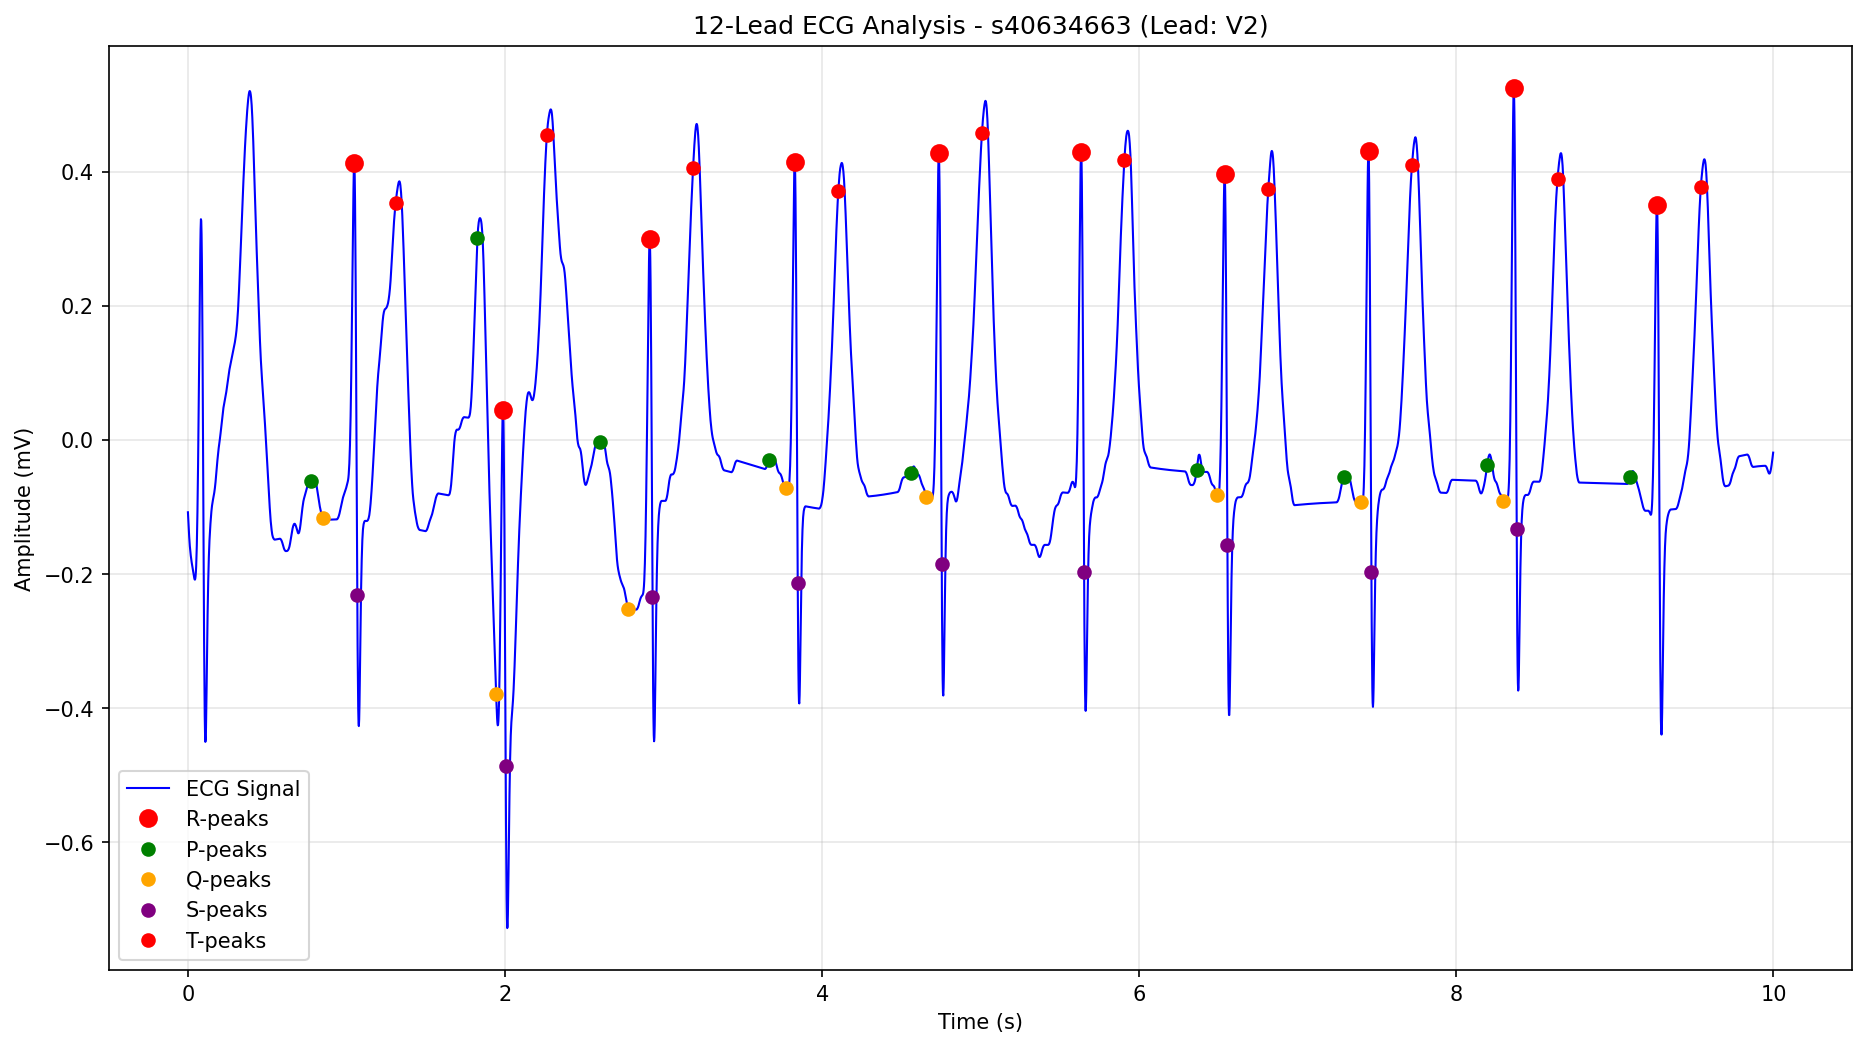 12-Lead ECG Analysis - s40634663 (Lead: V2)
Amplitude (mV)
0.4
0.2
0.0
−0.2
−0.4
−0.6
ECG Signal
R-peaks
P-peaks
Q-peaks
S-peaks
T-peaks
0 2 4 6 8 10
Time (s)